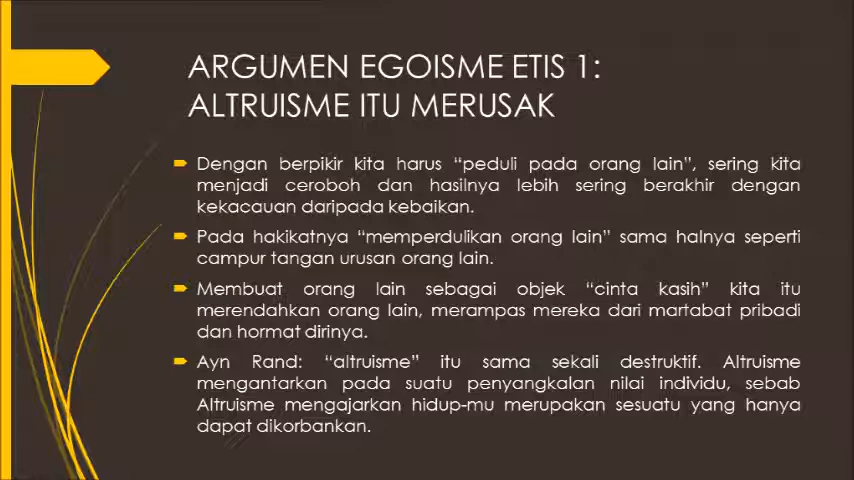 ARGUMEN EGOISME ETIS 1:
ALTRUISME ITU MERUSAK
Dengan berpikir kita harus “peduli pada orang lain”, sering kita
menjadi ceroboh dan hasilnya lebih sering berakhir dengan
kekacauan daripada kebaikan.
Pada hakikatnya “memperdulikan orang lain” sama halnya seperti
campur tangan urusan orang lain.
Membuat orang lain sebagai objek “cinta kasih” kita itu
merendahkan orang lain, merampas mereka dari martabat pribadi
dan hormat dirinya.
Ayn Rand: “altruisme” itu sama sekali destruktif. Altruisme
mengantarkan pada suatu penyangkalan nilai individu, sebab
Altruisme mengajarkan hidup-mu merupakan sesuatu yang hanya
dapat dikorbankan.